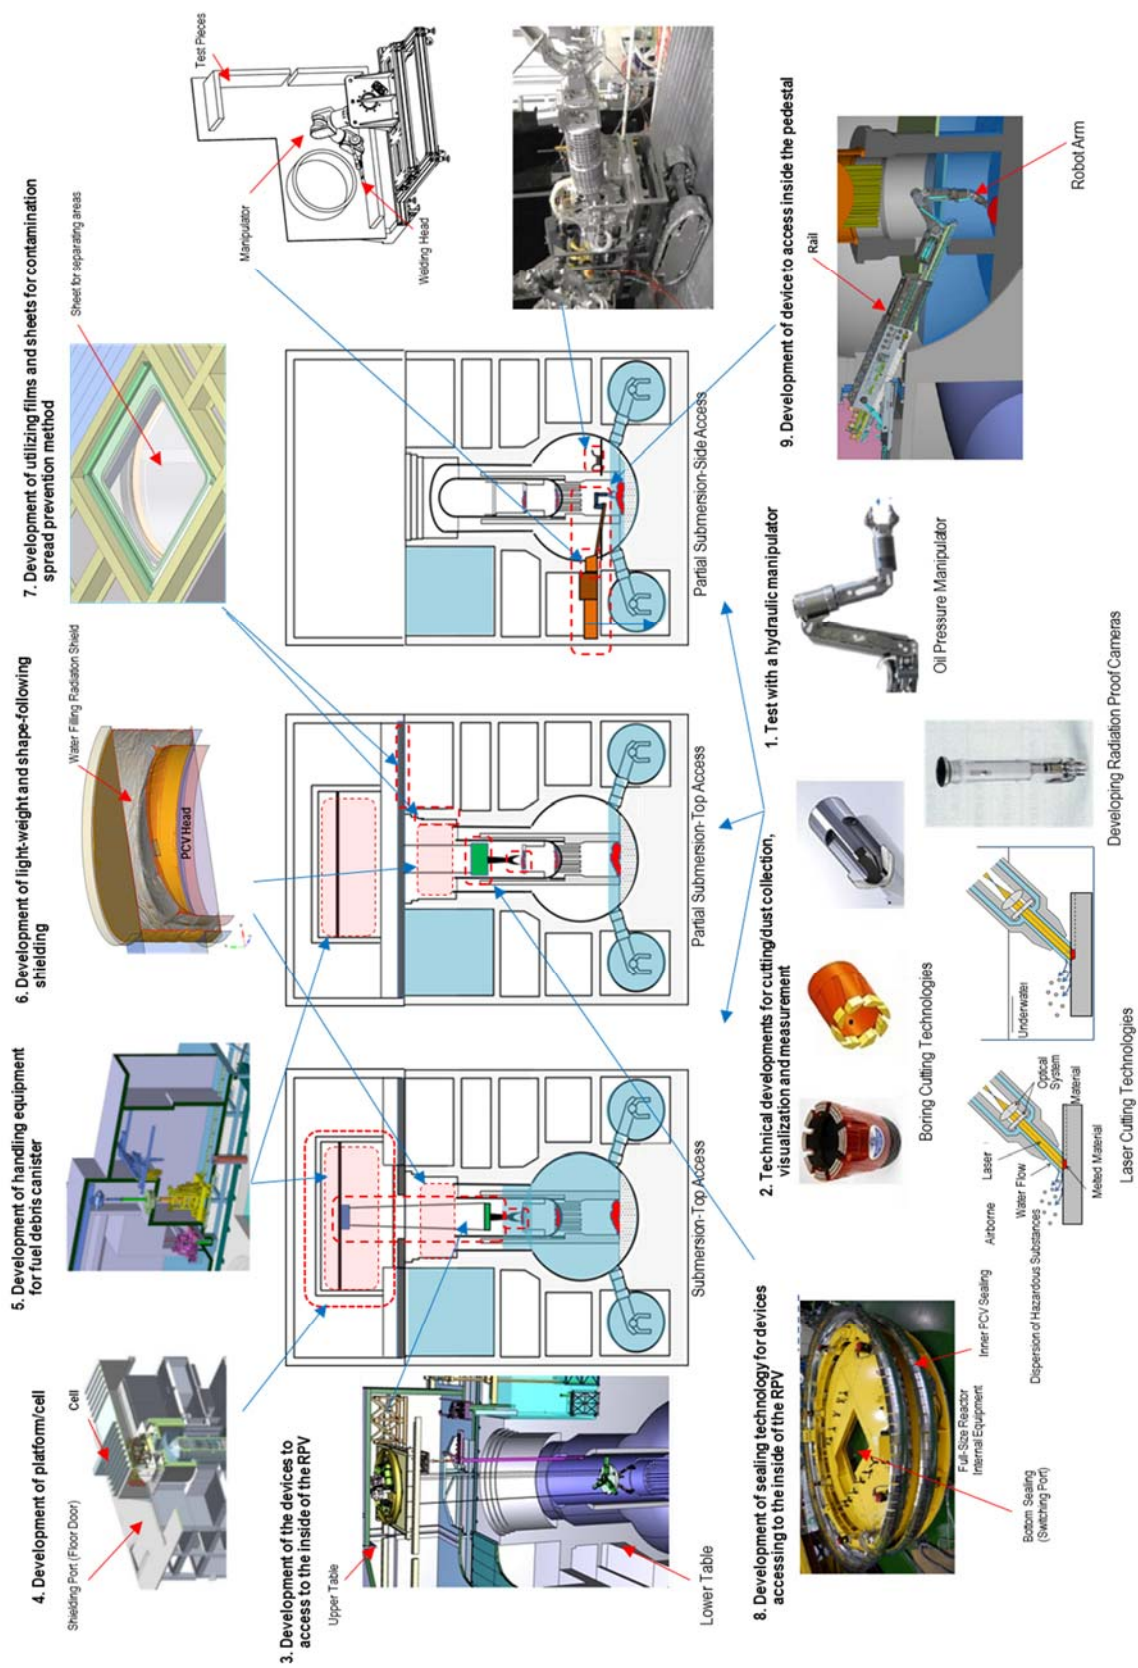 4. Development of platform/cell
Shielding Port (Floor Door)
Cell
5. Development of handling equipment
for fuel debris canister
6. Development of light-weight and shape-following
shielding
Water Filling Radiation Shield
PCV Head
7. Development of utilizing films and sheets for contamination
spread prevention method
Sheet for separating areas
Test Pieces
Manipulator
Welding Head
3. Development of the devices to
access to the inside of the RPV
Upper Table
Lower Table
Submersion-Top Access
Partial Submersion-Top Access
Partial Submersion-Side Access
8. Development of sealing technology for devices
accessing to the inside of the RPV
Full-Size Reactor
Internal Equipment
Inner PCV Sealing
Bottom Sealing
(Switching Port)
2. Technical developments for cutting/dust collection,
visualization and measurement
Boring Cutting Technologies
Airborne
Laser
Water Flow
Dispersion of Hazardous Substances
Optical
System
Material
Melted Material
Underwater
Laser Cutting Technologies
Developing Radiation Proof Cameras
1. Test with a hydraulic manipulator
Oil Pressure Manipulator
9. Development of device to access inside the pedestal
Rail
Robot Arm